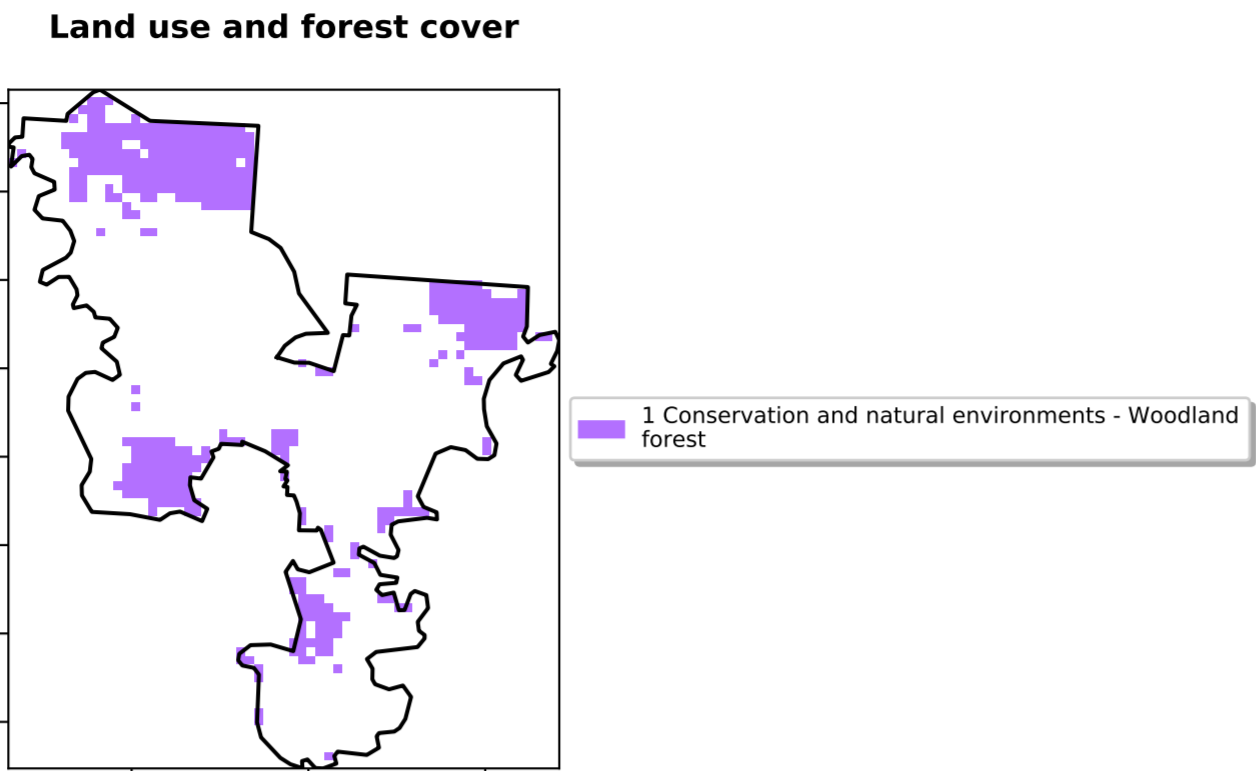 Land use and forest cover
1 Conservation and natural environments - Woodland
forest